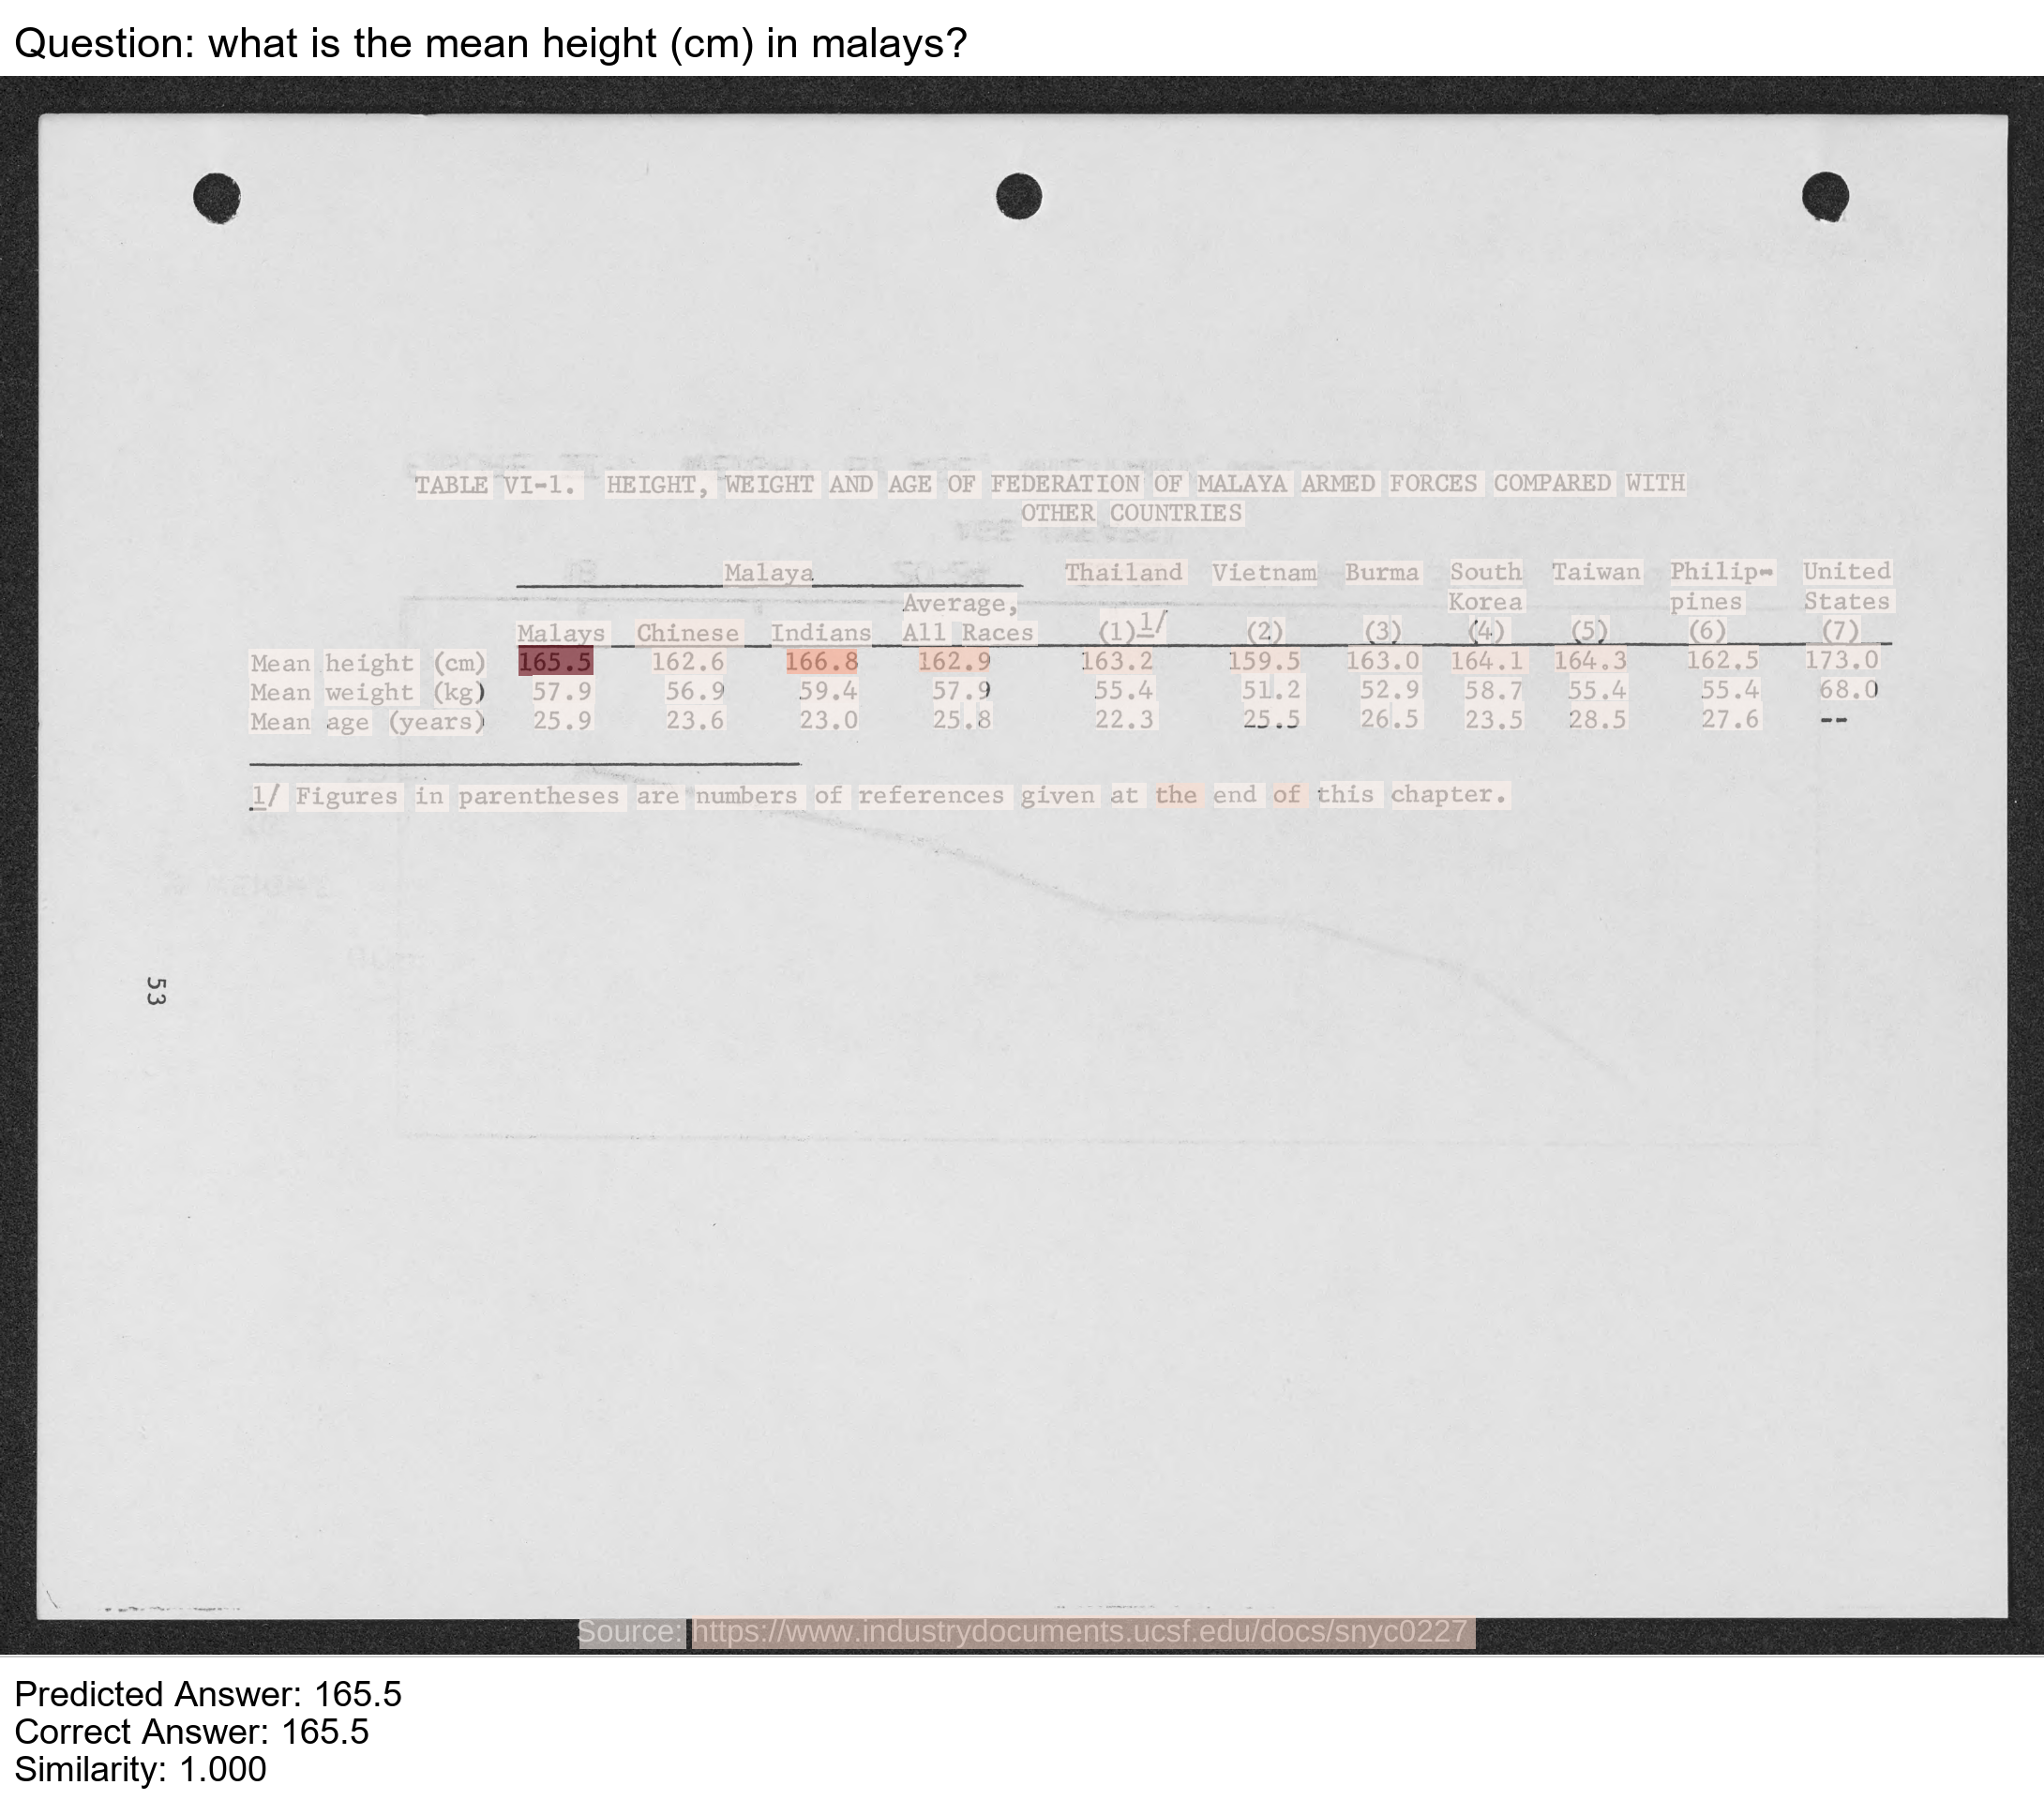 Question: what is the mean height (cm) in malays?
TABLE VI-1. HEIGHT, WEIGHT AND AGE OF FEDERATION OF MALAYA ARMED FORCES COMPARED WITH
OTHER COUNTRIES
Malaya Thailand Vietnam Burma South Taiwan Philip- United
Average, Korea pines States
Malays Chinese Indians All Races (1)1/ (2) (3) (4) (5) (6) (7)
Mean height (cm) 165.5 162.6 166.8 162.9 163.2 159.5 163.0 164.1 164.3 162.5 173.0
Mean weight (kg) 57.9 56.9 59.4 57.9 55.4 51.2 52.9 58.7 55.4 55.4 68.0
Mean age (years) 25.9 23.6 23.0 25.8 22.3 25.5 26.5 23.5 28.5 27.6 --
1/ Figures in parentheses are numbers of references given at the end of this chapter.
53
Source: https://www.industrydocuments.ucsf.edu/docs/snyc0227
Predicted Answer: 165.5
Correct Answer: 165.5
Similarity: 1.000